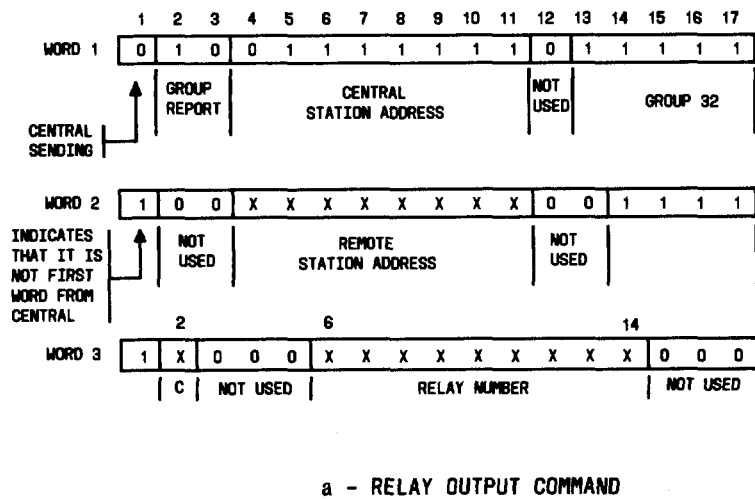 1 2 3 4 5 6 7 8 9 10 11 12 13 14 15 16 17
WORD 1 0 1 0 0 1 1 1 1 1 1 1 0 1 1 1 1 1
GROUP REPORT
CENTRAL STATION ADDRESS
NOT USED
GROUP 32
CENTRAL SENDING
WORD 2 1 0 0 X X X X X X X X 0 0 1 1 1 1
INDICATES THAT IT IS NOT FIRST WORD FROM CENTRAL
NOT USED
REMOTE STATION ADDRESS
NOT USED
2 6 14
WORD 3 1 X 0 0 0 X X X X X X X X X 0 0 0
C NOT USED RELAY NUMBER NOT USED
a - RELAY OUTPUT COMMAND